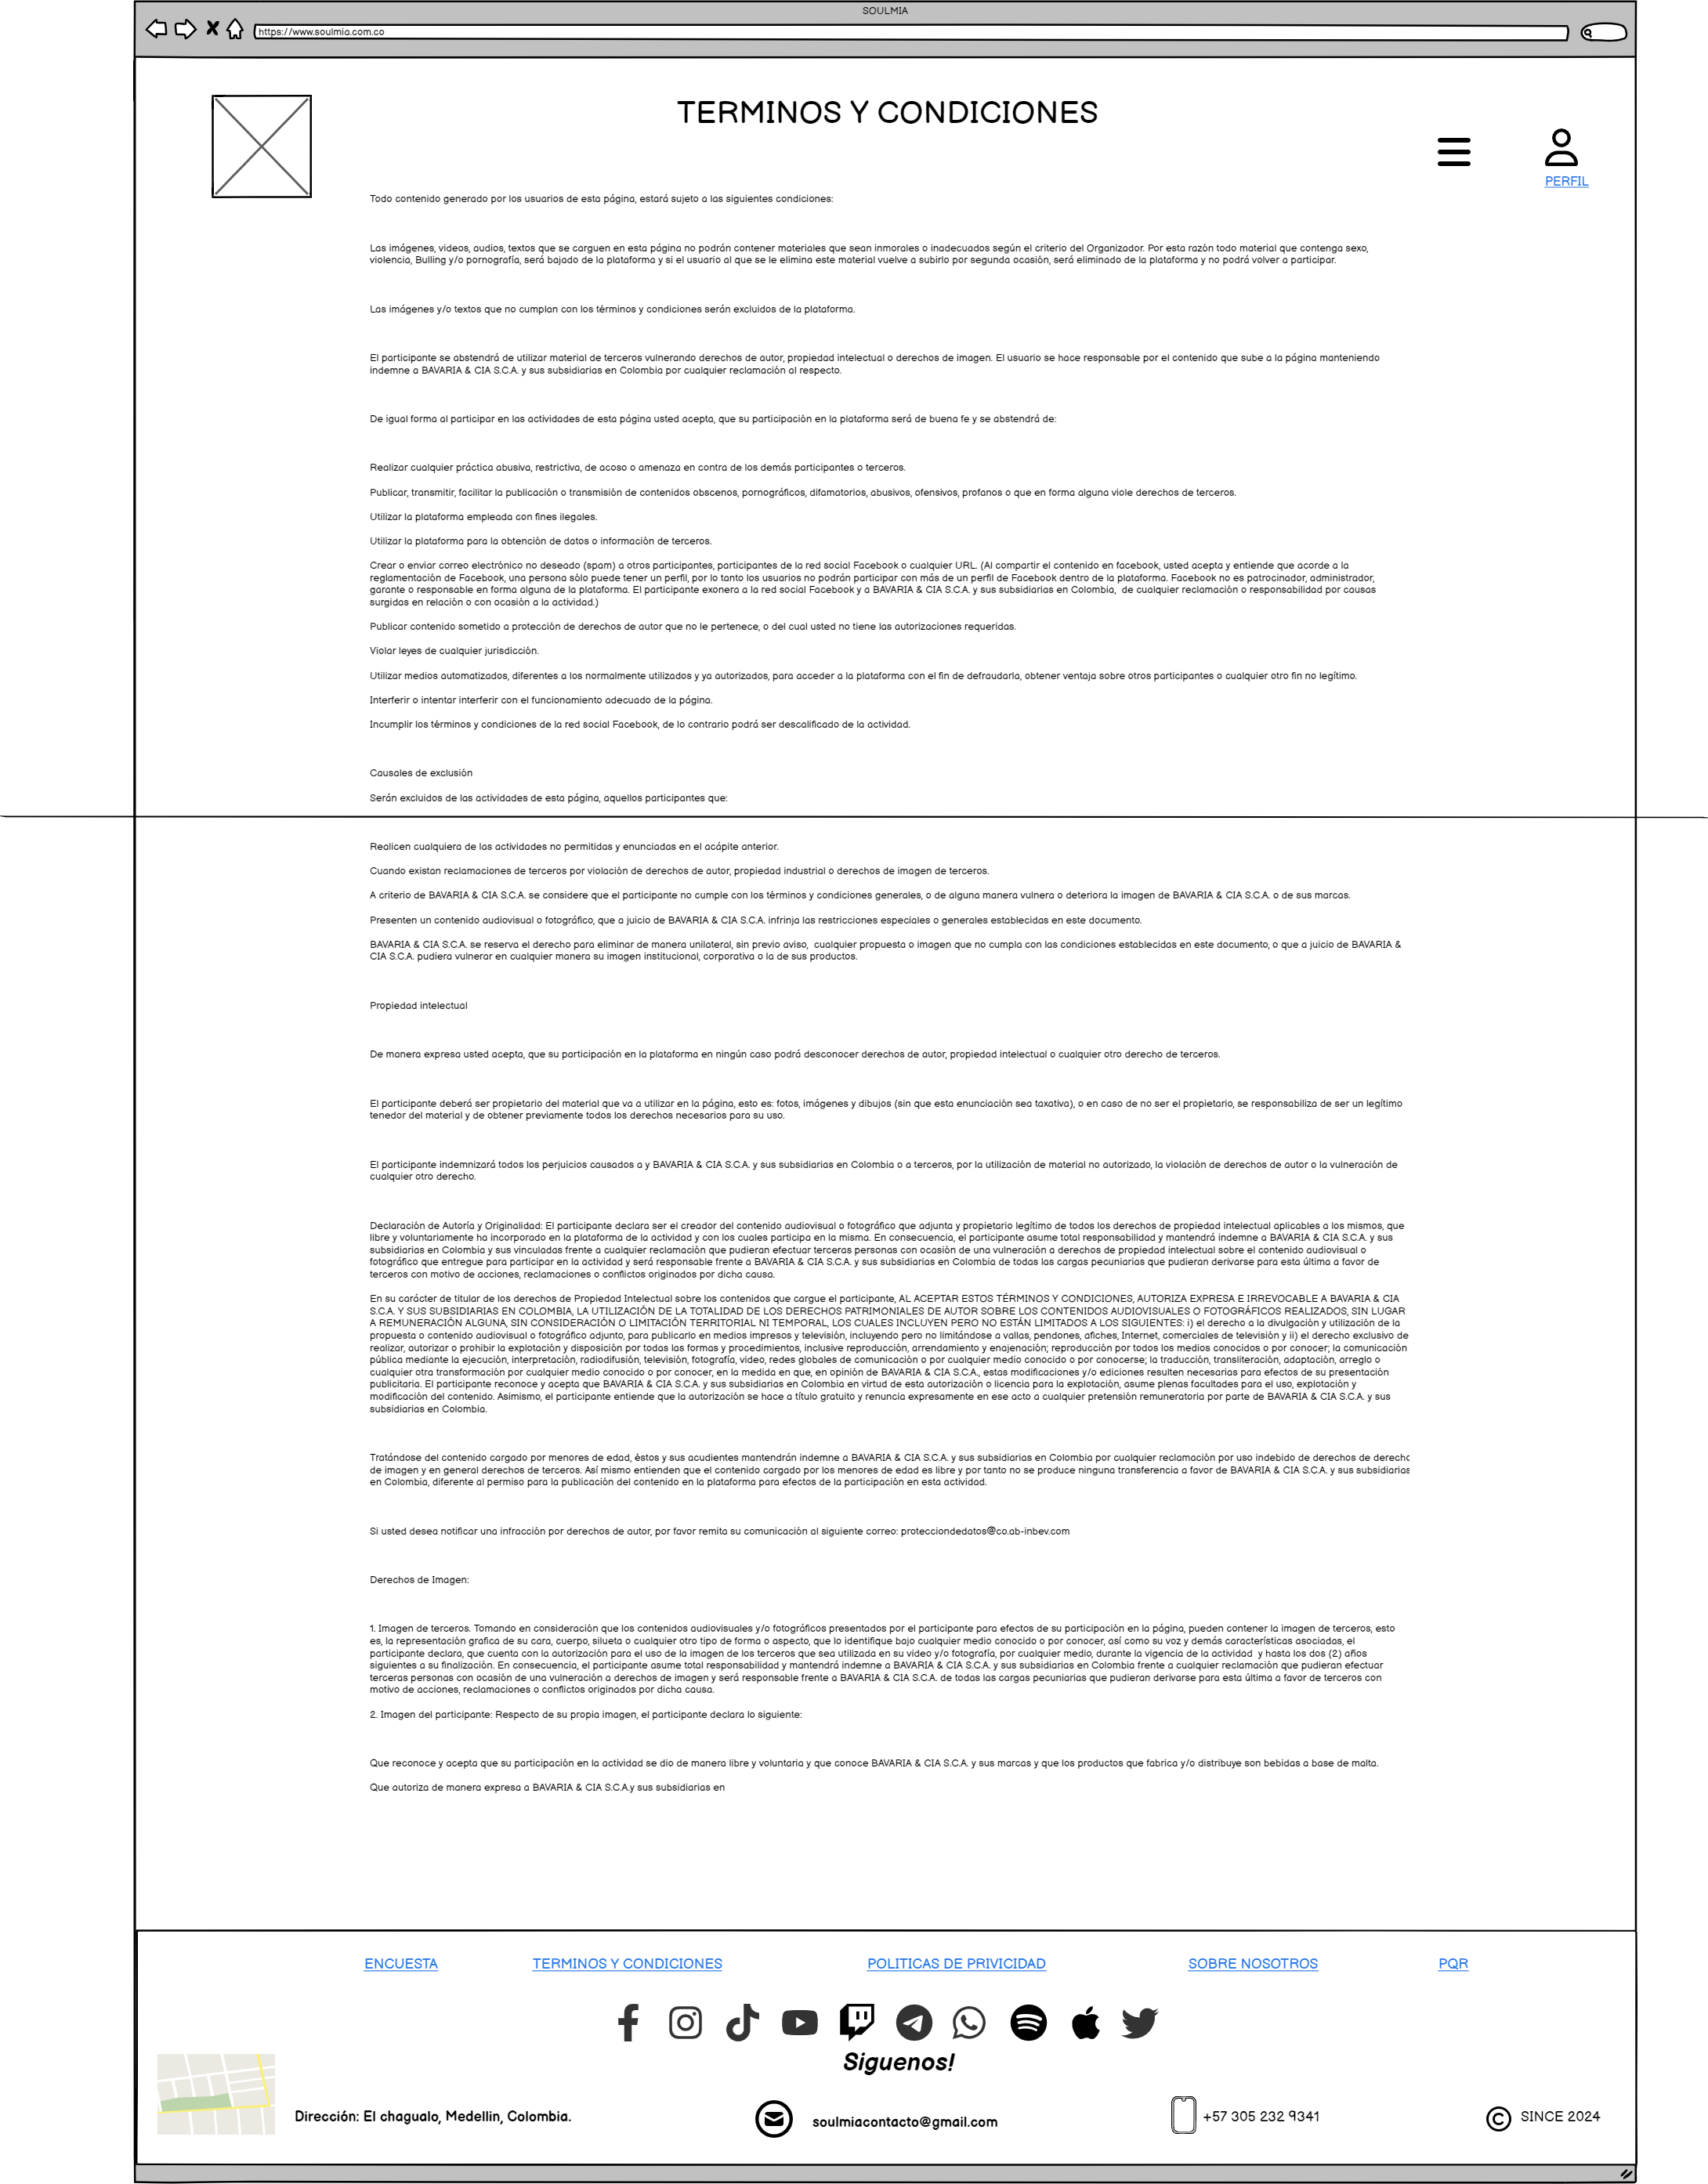 SOULMIA
https://www.soulmia.com.co
TERMINOS Y CONDICIONES
PERFIL
Todo contenido generado por los usuarios de esta página, estará sujeto a las siguientes condiciones:
Las imágenes, videos, audios, textos que se carguen en esta página no podrán contener materiales que sean inmorales o inadecuados según el criterio del Organizador. Por esta razón todo material que contenga sexo,
violencia, Bulling y/o pornografía, será bajado de la plataforma y si el usuario al que se le elimina este material vuelve a subirlo por segunda ocasión, será eliminado de la plataforma y no podrá volver a participar.
Las imágenes y/o textos que no cumplan con los términos y condiciones serán excluidos de la plataforma.
El participante se abstendrá de utilizar material de terceros vulnerando derechos de autor, propiedad intelectual o derechos de imagen. El usuario se hace responsable por el contenido que sube a la página manteniendo
indemne a BAVARIA & CIA S.C.A. y sus subsidiarias en Colombia por cualquier reclamación al respecto.
De igual forma al participar en las actividades de esta página usted acepta, que su participación en la plataforma será de buena fe y se abstendrá de:
Realizar cualquier práctica abusiva, restrictiva, de acoso o amenaza en contra de los demás participantes o terceros.
Publicar, transmitir, facilitar la publicación o transmisión de contenidos obscenos, pornográficos, difamatorios, abusivos, ofensivos, profanos o que en forma alguna viole derechos de terceros.
Utilizar la plataforma empleada con fines ilegales.
Utilizar la plataforma para la obtención de datos o información de terceros.
Crear o enviar correo electrónico no deseado (spam) a otros participantes, participantes de la red social Facebook o cualquier URL. (Al compartir el contenido en facebook, usted acepta y entiende que acorde a la
reglamentación de Facebook, una persona sólo puede tener un perfil, por lo tanto los usuarios no podrán participar con más de un perfil de Facebook dentro de la plataforma. Facebook no es patrocinador, administrador,
garante o responsable en forma alguna de la plataforma. El participante exonera a la red social Facebook y a BAVARIA & CIA S.C.A. y sus subsidiarias en Colombia,  de cualquier reclamación o responsabilidad por causas
surgidas en relación o con ocasión a la actividad.)
Publicar contenido sometido a protección de derechos de autor que no le pertenece, o del cual usted no tiene las autorizaciones requeridas.
Violar leyes de cualquier jurisdicción.
Utilizar medios automatizados, diferentes a los normalmente utilizados y ya autorizados, para acceder a la plataforma con el fin de defraudarla, obtener ventaja sobre otros participantes o cualquier otro fin no legítimo.
Interferir o intentar interferir con el funcionamiento adecuado de la página.
Incumplir los términos y condiciones de la red social Facebook, de lo contrario podrá ser descalificado de la actividad.
Causales de exclusión
Serán excluidos de las actividades de esta página, aquellos participantes que:
Realicen cualquiera de las actividades no permitidas y enunciadas en el acápite anterior.
Cuando existan reclamaciones de terceros por violación de derechos de autor, propiedad industrial o derechos de imagen de terceros.
A criterio de BAVARIA & CIA S.C.A. se considere que el participante no cumple con los términos y condiciones generales, o de alguna manera vulnera o deteriora la imagen de BAVARIA & CIA S.C.A. o de sus marcas.
Presenten un contenido audiovisual o fotográfico, que a juicio de BAVARIA & CIA S.C.A. infrinja las restricciones especiales o generales establecidas en este documento.
BAVARIA & CIA S.C.A. se reserva el derecho para eliminar de manera unilateral, sin previo aviso,  cualquier propuesta o imagen que no cumpla con las condiciones establecidas en este documento, o que a juicio de BAVARIA &
CIA S.C.A. pudiera vulnerar en cualquier manera su imagen institucional, corporativa o la de sus productos.
Propiedad intelectual
De manera expresa usted acepta, que su participación en la plataforma en ningún caso podrá desconocer derechos de autor, propiedad intelectual o cualquier otro derecho de terceros.
El participante deberá ser propietario del material que va a utilizar en la página, esto es: fotos, imágenes y dibujos (sin que esta enunciación sea taxativa), o en caso de no ser el propietario, se responsabiliza de ser un legítimo
tenedor del material y de obtener previamente todos los derechos necesarios para su uso.
El participante indemnizará todos los perjuicios causados a y BAVARIA & CIA S.C.A. y sus subsidiarias en Colombia o a terceros, por la utilización de material no autorizado, la violación de derechos de autor o la vulneración de
cualquier otro derecho.
Declaración de Autoría y Originalidad: El participante declara ser el creador del contenido audiovisual o fotográfico que adjunta y propietario legítimo de todos los derechos de propiedad intelectual aplicables a los mismos, que
libre y voluntariamente ha incorporado en la plataforma de la actividad y con los cuales participa en la misma. En consecuencia, el participante asume total responsabilidad y mantendrá indemne a BAVARIA & CIA S.C.A. y sus
subsidiarias en Colombia y sus vinculadas frente a cualquier reclamación que pudieran efectuar terceras personas con ocasión de una vulneración a derechos de propiedad intelectual sobre el contenido audiovisual o
fotográfico que entregue para participar en la actividad y será responsable frente a BAVARIA & CIA S.C.A. y sus subsidiarias en Colombia de todas las cargas pecuniarias que pudieran derivarse para esta última a favor de
terceros con motivo de acciones, reclamaciones o conflictos originados por dicha causa.
En su carácter de titular de los derechos de Propiedad Intelectual sobre los contenidos que cargue el participante, AL ACEPTAR ESTOS TÉRMINOS Y CONDICIONES, AUTORIZA EXPRESA E IRREVOCABLE A BAVARIA & CIA
S.C.A. Y SUS SUBSIDIARIAS EN COLOMBIA, LA UTILIZACIÓN DE LA TOTALIDAD DE LOS DERECHOS PATRIMONIALES DE AUTOR SOBRE LOS CONTENIDOS AUDIOVISUALES O FOTOGRÁFICOS REALIZADOS, SIN LUGAR
A REMUNERACIÓN ALGUNA, SIN CONSIDERACIÓN O LIMITACIÓN TERRITORIAL NI TEMPORAL, LOS CUALES INCLUYEN PERO NO ESTÁN LIMITADOS A LOS SIGUIENTES: i) el derecho a la divulgación y utilización de la
propuesta o contenido audiovisual o fotográfico adjunto, para publicarlo en medios impresos y televisión, incluyendo pero no limitándose a vallas, pendones, afiches, Internet, comerciales de televisión y ii) el derecho exclusivo de
realizar, autorizar o prohibir la explotación y disposición por todas las formas y procedimientos, inclusive reproducción, arrendamiento y enajenación; reproducción por todos los medios conocidos o por conocer; la comunicación
pública mediante la ejecución, interpretación, radiodifusión, televisión, fotografía, video, redes globales de comunicación o por cualquier medio conocido o por conocerse; la traducción, transliteración, adaptación, arreglo o
cualquier otra transformación por cualquier medio conocido o por conocer, en la medida en que, en opinión de BAVARIA & CIA S.C.A., estas modificaciones y/o ediciones resulten necesarias para efectos de su presentación
publicitaria. El participante reconoce y acepta que BAVARIA & CIA S.C.A. y sus subsidiarias en Colombia en virtud de esta autorización o licencia para la explotación, asume plenas facultades para el uso, explotación y
modificación del contenido. Asimismo, el participante entiende que la autorización se hace a título gratuito y renuncia expresamente en ese acto a cualquier pretensión remuneratoria por parte de BAVARIA & CIA S.C.A. y sus
subsidiarias en Colombia.
Tratándose del contenido cargado por menores de edad, éstos y sus acudientes mantendrán indemne a BAVARIA & CIA S.C.A. y sus subsidiarias en Colombia por cualquier reclamación por uso indebido de derechos de derecho
de imagen y en general derechos de terceros. Así mismo entienden que el contenido cargado por los menores de edad es libre y por tanto no se produce ninguna transferencia a favor de BAVARIA & CIA S.C.A. y sus subsidiarias
en Colombia, diferente al permiso para la publicación del contenido en la plataforma para efectos de la participación en esta actividad.
Si usted desea notificar una infracción por derechos de autor, por favor remita su comunicación al siguiente correo: protecciondedatos@co.ab-inbev.com
Derechos de Imagen:
1. Imagen de terceros. Tomando en consideración que los contenidos audiovisuales y/o fotográficos presentados por el participante para efectos de su participación en la página, pueden contener la imagen de terceros, esto
es, la representación grafica de su cara, cuerpo, silueta o cualquier otro tipo de forma o aspecto, que lo identifique bajo cualquier medio conocido o por conocer, así como su voz y demás características asociadas, el
participante declara, que cuenta con la autorización para el uso de la imagen de los terceros que sea utilizada en su video y/o fotografía, por cualquier medio, durante la vigencia de la actividad  y hasta los dos (2) años
siguientes a su finalización. En consecuencia, el participante asume total responsabilidad y mantendrá indemne a BAVARIA & CIA S.C.A. y sus subsidiarias en Colombia frente a cualquier reclamación que pudieran efectuar
terceras personas con ocasión de una vulneración a derechos de imagen y será responsable frente a BAVARIA & CIA S.C.A. de todas las cargas pecuniarias que pudieran derivarse para esta última a favor de terceros con
motivo de acciones, reclamaciones o conflictos originados por dicha causa.
2. Imagen del participante: Respecto de su propia imagen, el participante declara lo siguiente:
Que reconoce y acepta que su participación en la actividad se dio de manera libre y voluntaria y que conoce BAVARIA & CIA S.C.A. y sus marcas y que los productos que fabrica y/o distribuye son bebidas a base de malta.
Que autoriza de manera expresa a BAVARIA & CIA S.C.A.y sus subsidiarias en
ENCUESTA
TERMINOS Y CONDICIONES
POLITICAS DE PRIVICIDAD
SOBRE NOSOTROS
PQR
Siguenos!
Dirección: El chagualo, Medellin, Colombia.
soulmiacontacto@gmail.com
+57 305 232 9341
© SINCE 2024